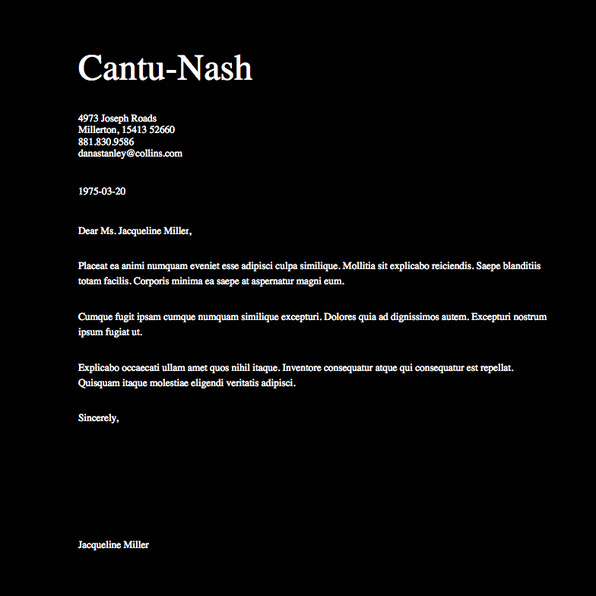 Cantu-Nash
4973 Joseph Roads
Millerton, 15413 52660
881.830.9586
danastanley@collins.com
1975-03-20
Dear Ms. Jacqueline Miller,
Placeat ea animi numquam eveniet esse adipisci culpa similique. Mollitia sit explicabo reiciendis. Saepe blanditiis
totam facilis. Corporis minima ea saepe at aspernatur magni eum.
Cumque fugit ipsam cumque numquam similique excepturi. Dolores quia ad dignissimos autem. Excepturi nostrum
ipsum fugiat ut.
Explicabo occaecati ullam amet quos nihil itaque. Inventore consequatur atque qui consequatur est repellat.
Quisquam itaque molestiae eligendi veritatis adipisci.
Sincerely,
Jacqueline Miller